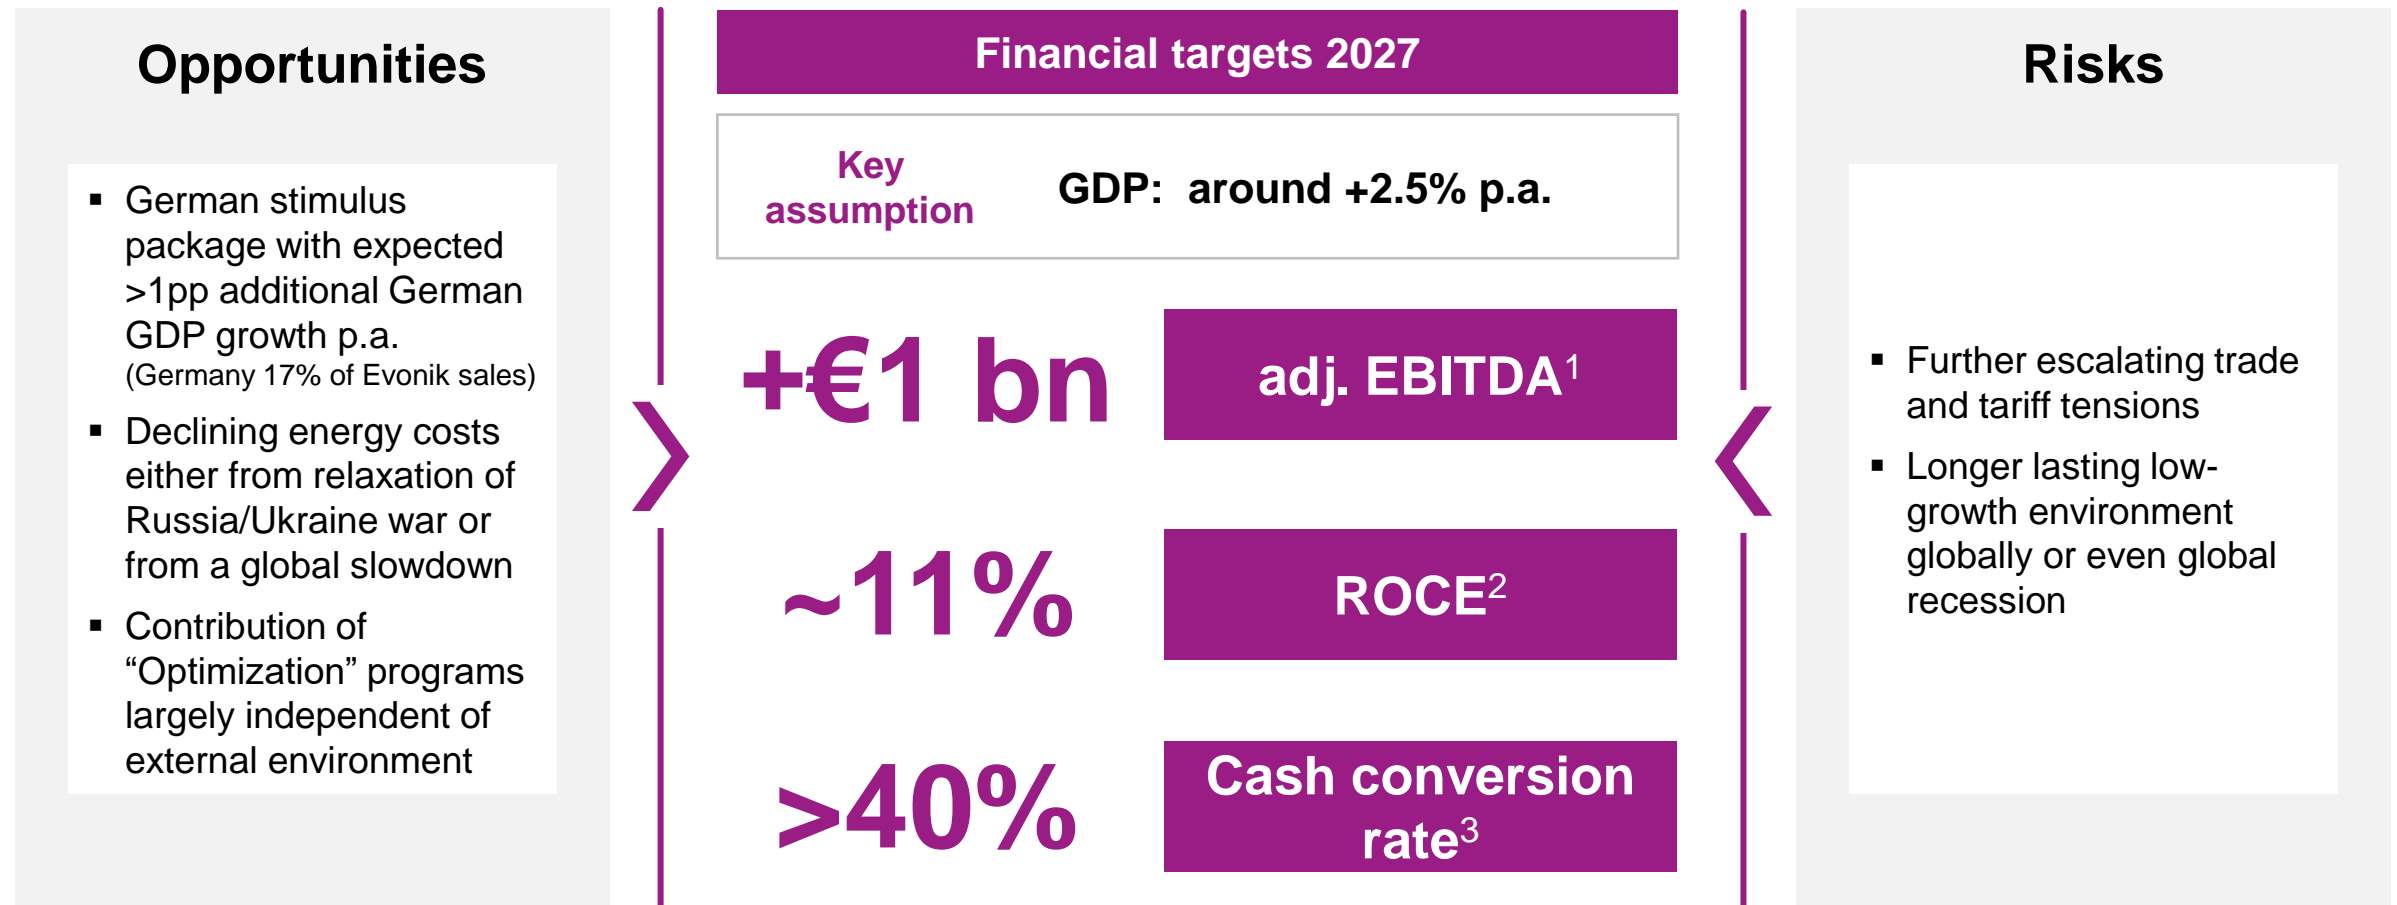 Opportunities
▪ German stimulus
package with expected
>1pp additional German
GDP growth p.a.
(Germany 17% of Evonik sales)
▪ Declining energy costs
either from relaxation of
Russia/Ukraine war or
from a global slowdown
▪ Contribution of
“Optimization” programs
largely independent of
external environment
Financial targets 2027
Key
assumption
GDP: around +2.5% p.a.
+€1 bn
adj. EBITDA¹
~11%
ROCE²
>40%
Cash conversion
rate³
Risks
▪ Further escalating trade
and tariff tensions
▪ Longer lasting low-
growth environment
globally or even global
recession